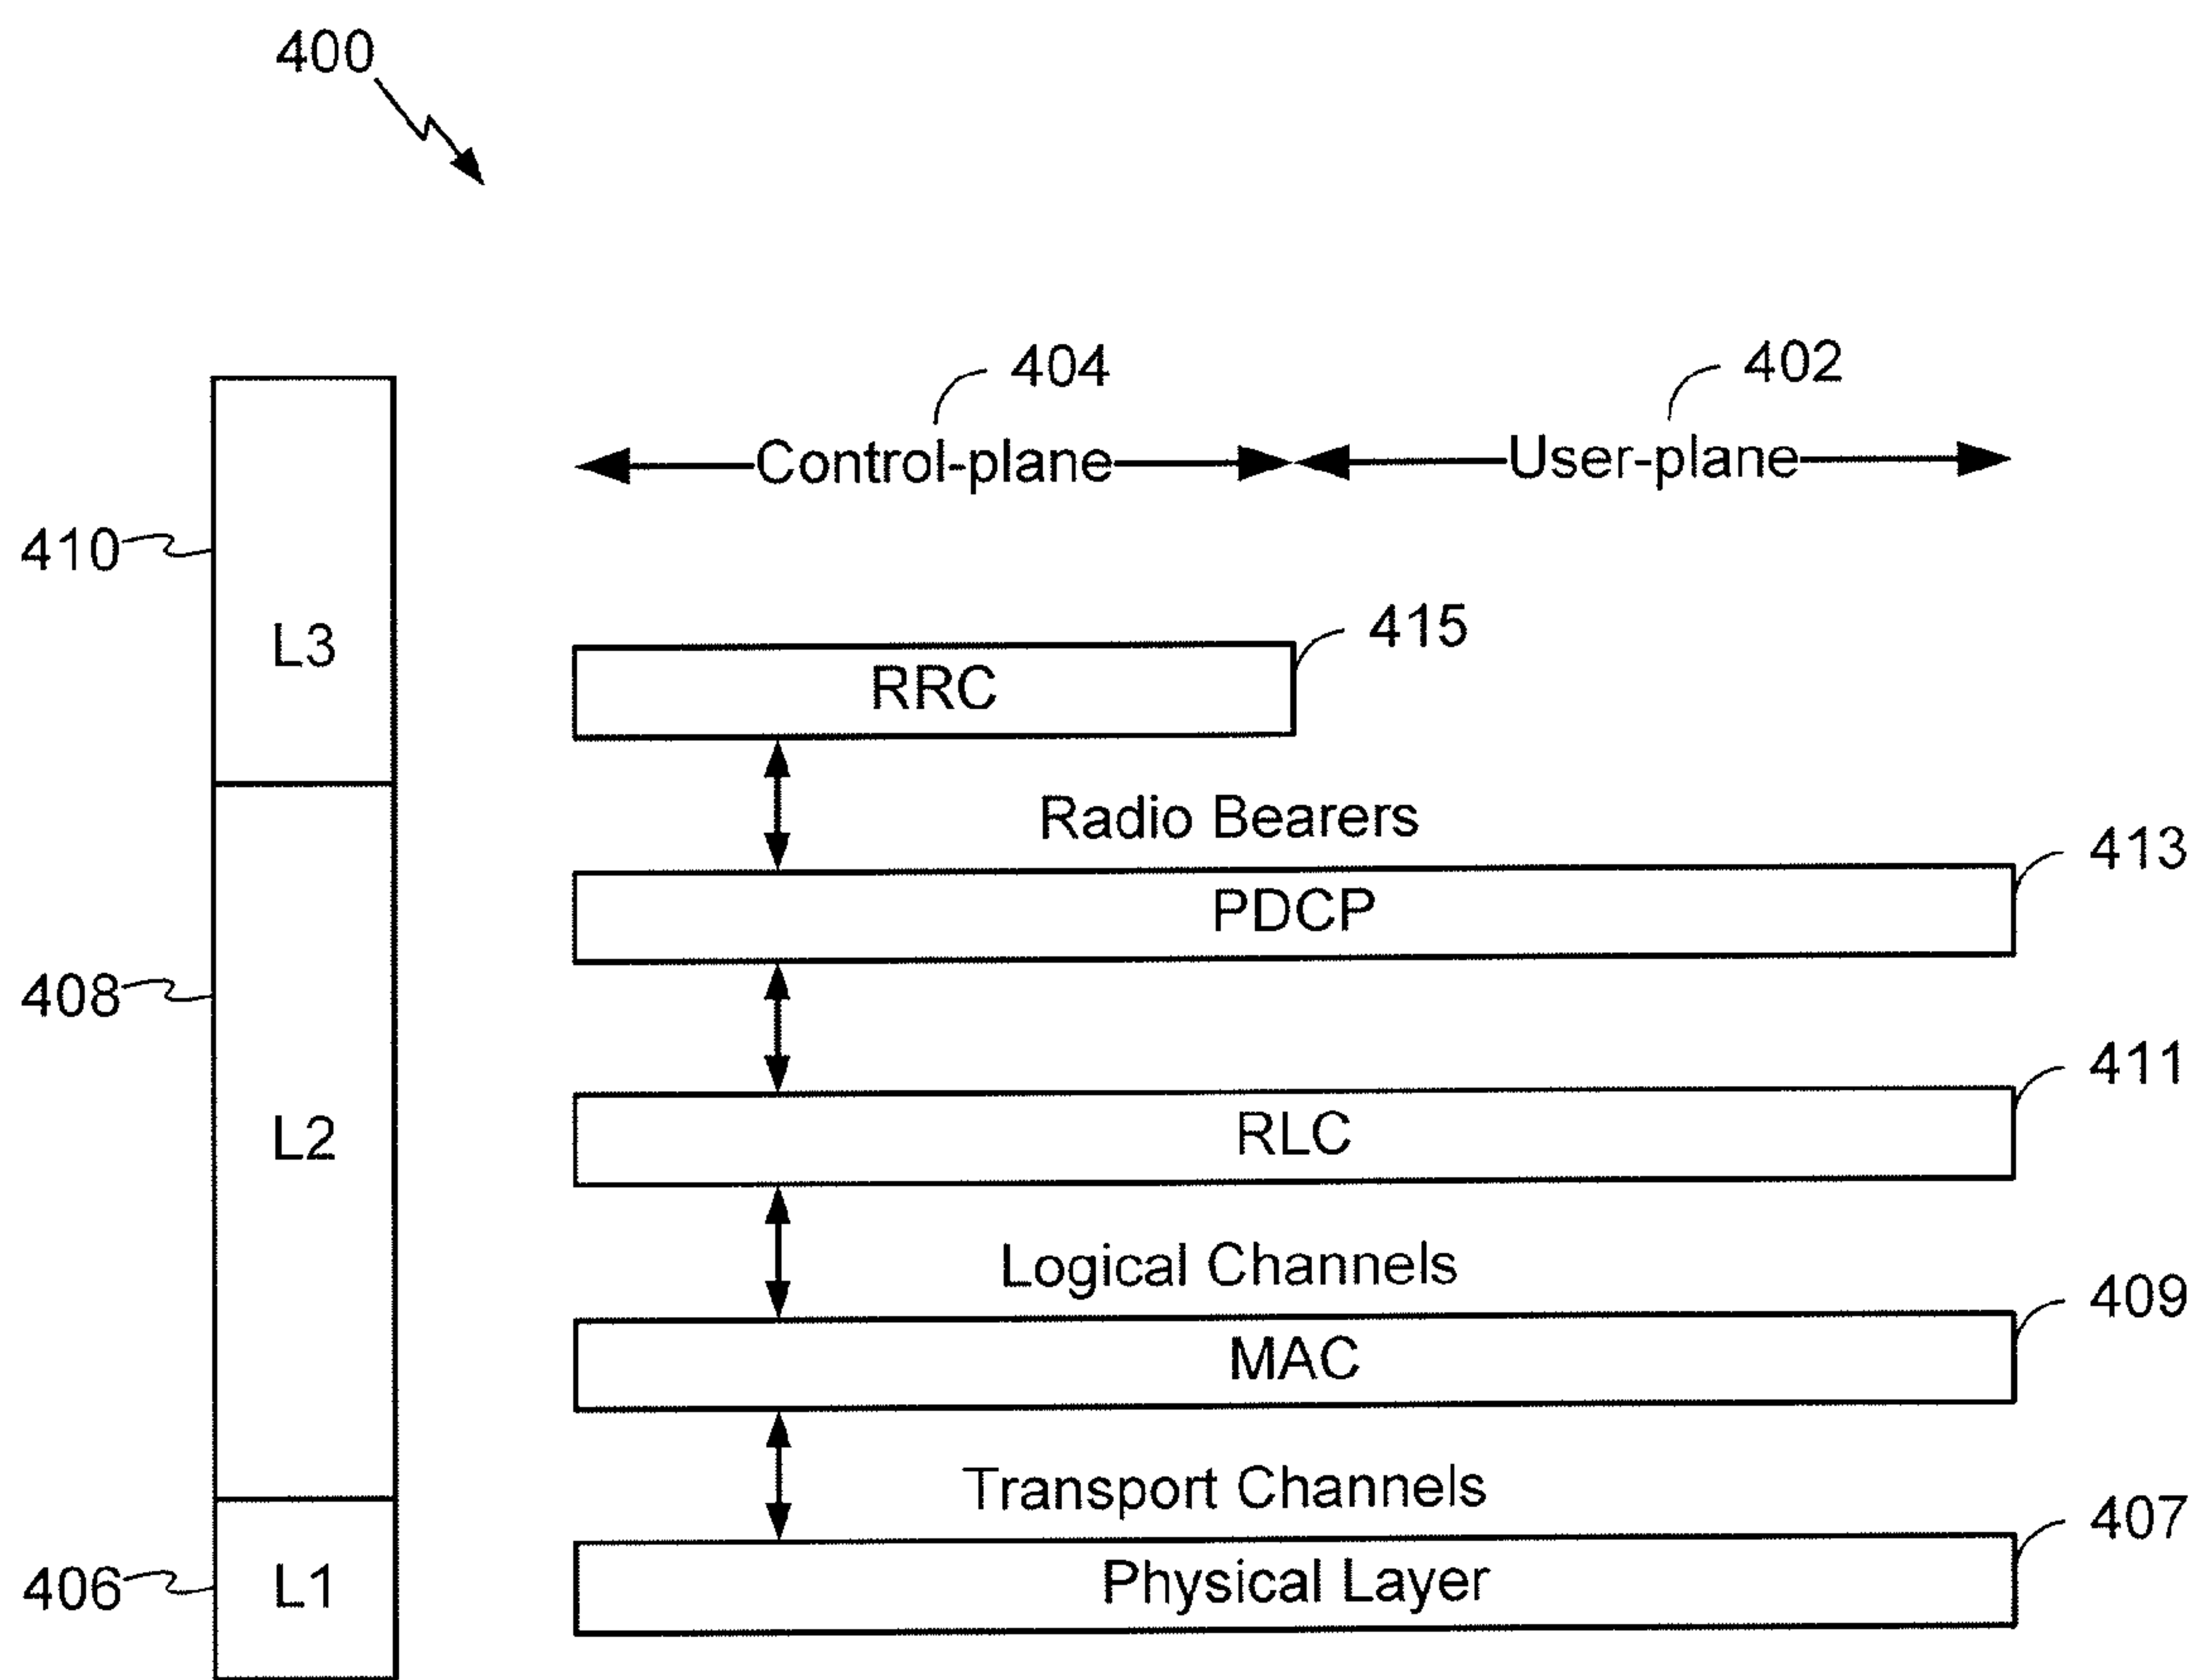 400
404
402
Control-plane
User-plane
410
L3
415
RRC
Radio Bearers
413
PDCP
408
411
L2
RLC
Logical Channels
409
MAC
Transport Channels
407
406
L1
Physical Layer